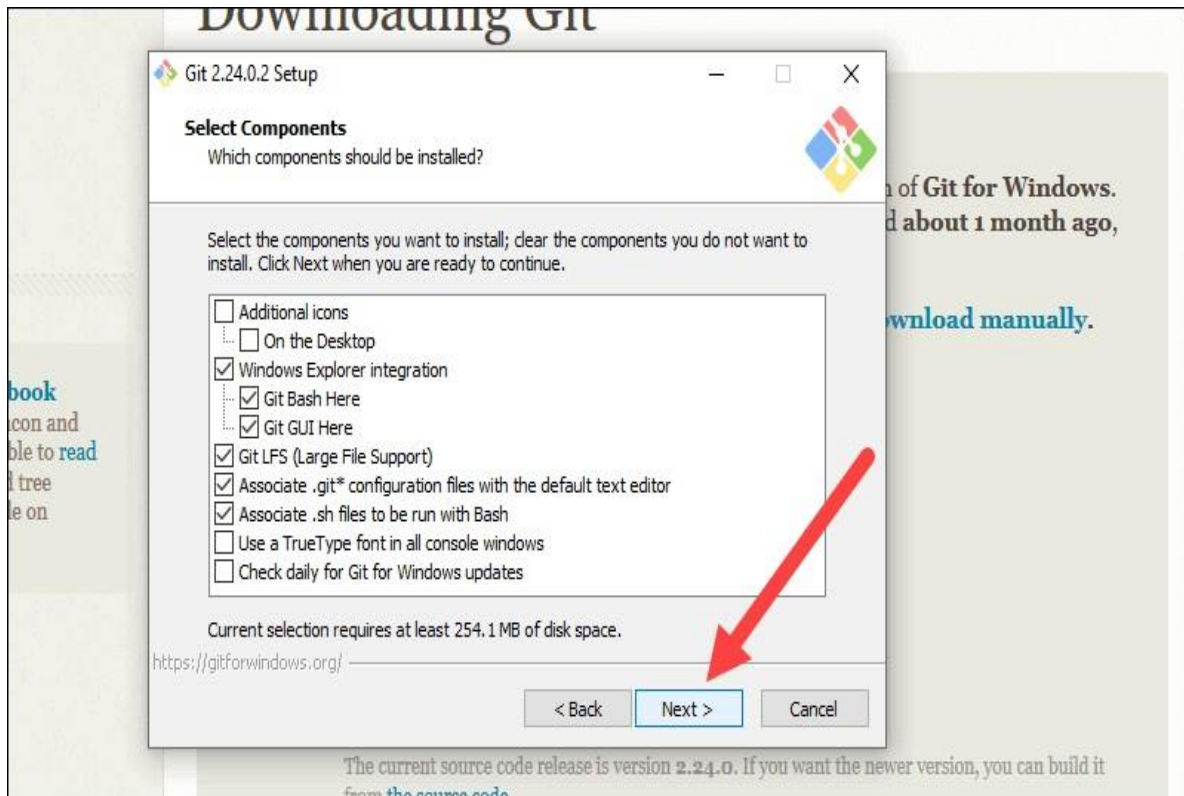 Downloading Git
Git 2.24.0.2 Setup
Select Components
Which components should be installed?
of Git for Windows.
about 1 month ago,
download manually.
Select the components you want to install; clear the components you do not want to
install. Click Next when you are ready to continue.
Additional icons
On the Desktop
Windows Explorer integration
Git Bash Here
Git GUI Here
Git LFS (Large File Support)
Associate .git* configuration files with the default text editor
Associate .sh files to be run with Bash
Use a TrueType font in all console windows
Check daily for Git for Windows updates
Current selection requires at least 254.1 MB of disk space.
https://gitforwindows.org/
< Back
Next >
Cancel
book
icon and
ble to read
d tree
le on
The current source code release is version 2.24.0. If you want the newer version, you can build it
from the source code.